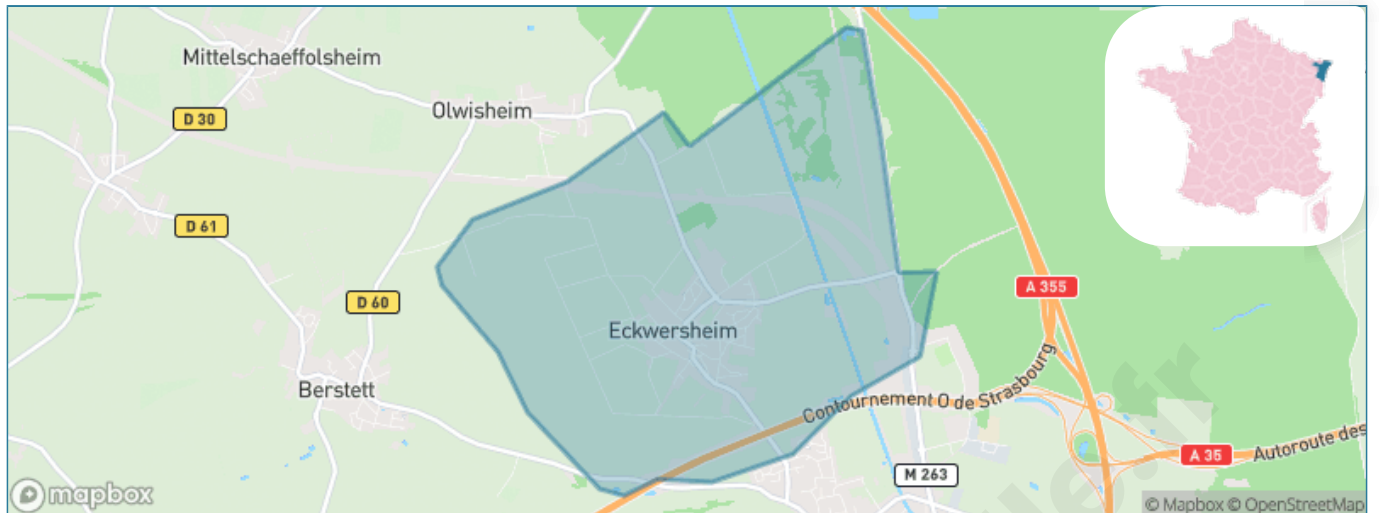 Mittelschaeffolsheim
Olwisheim
D 30
D 61
A 355
D 60
Eckwersheim
Berstett
Contournement O de Strasbourg
A 35
Autoroute des
M 263
mapbox
© Mapbox © OpenStreetMap